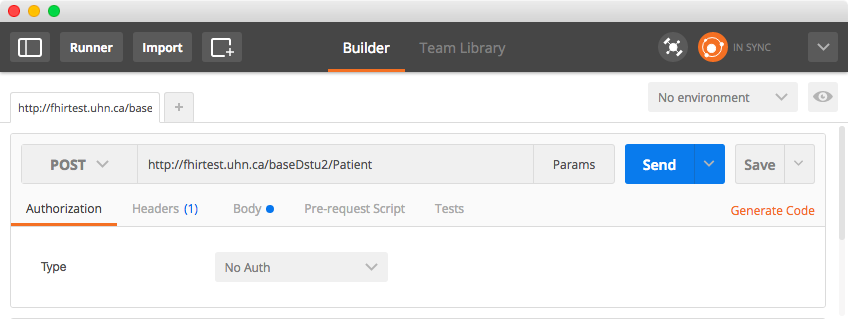 Runner Import Builder Team Library IN SYNC
http://fhirtest.uhn.ca/base + No environment
POST http://fhirtest.uhn.ca/baseDstu2/Patient Params Send Save
Authorization Headers (1) Body Pre-request Script Tests Generate Code
Type No Auth